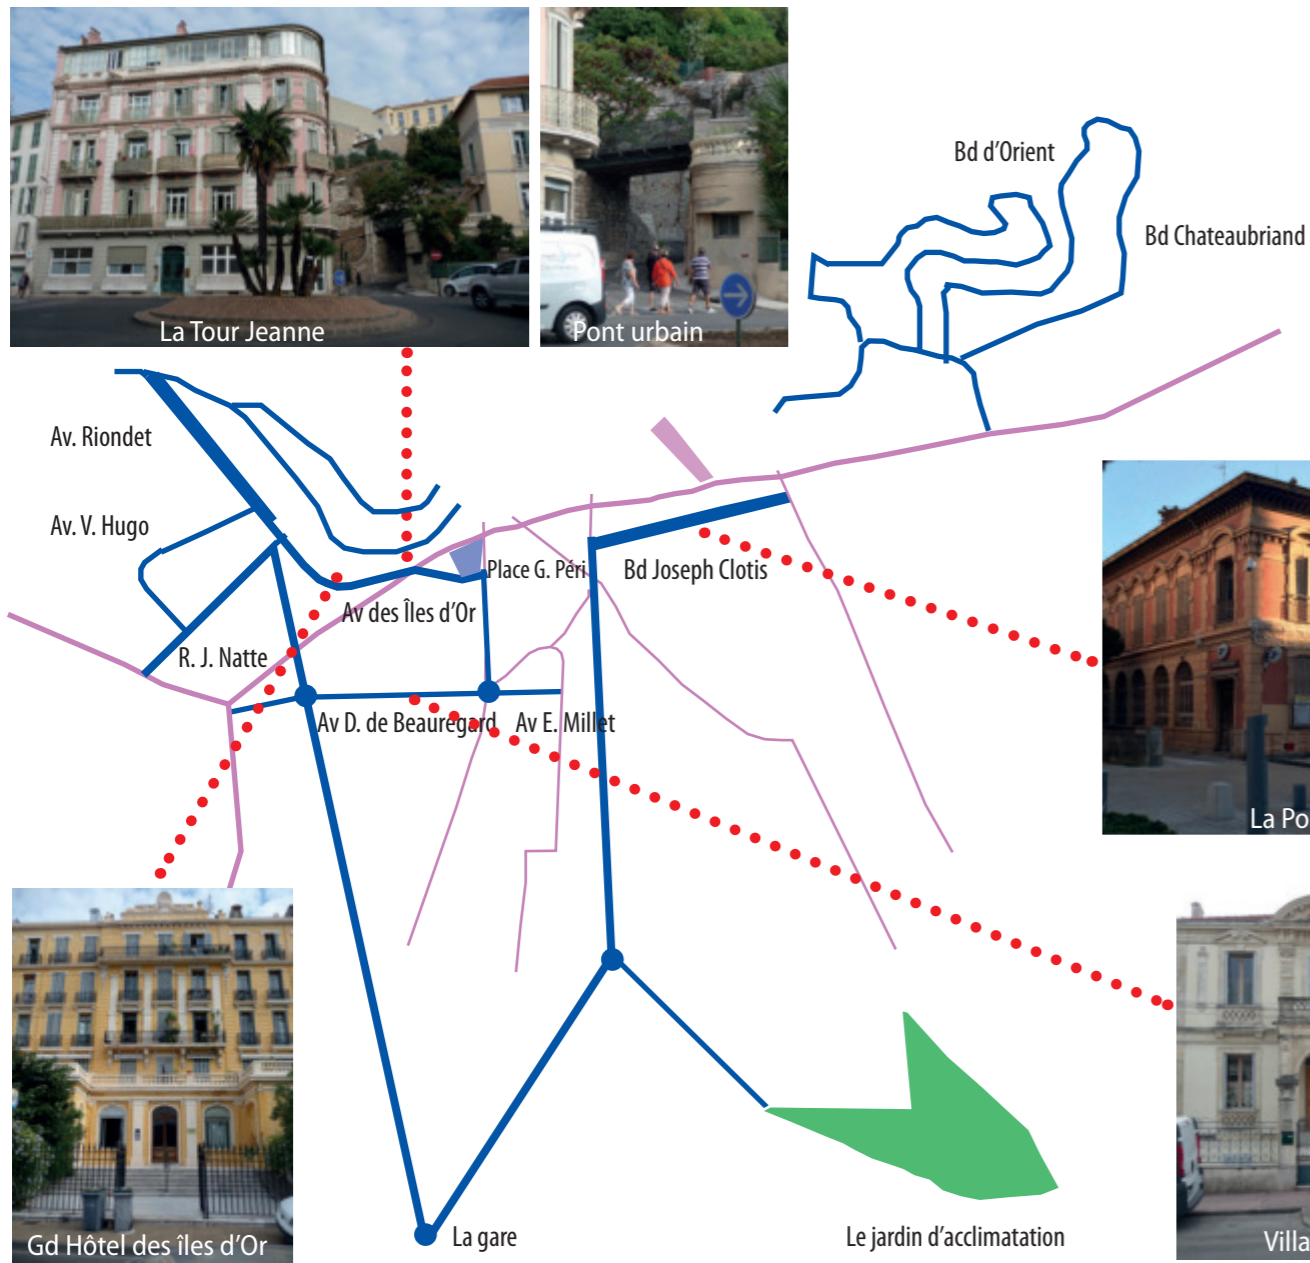 La Tour Jeanne
Pont urbain
Bd d'Orient
Bd Chateaubriand
Av. Riondet
Av. V. Hugo
Place G. Péri
Bd Joseph Clotis
Av des Îles d'Or
R. J. Natte
Av D. de Beauregard
Av E. Millet
La Po
Gd Hôtel des îles d'Or
La gare
Le jardin d'acclimatation
Villa